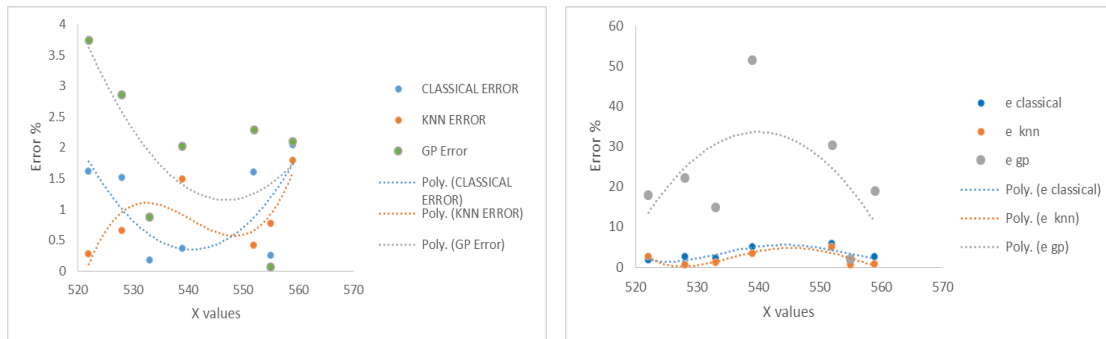 4
3.5
3
2.5
2
1.5
1
0.5
0
520
530
540
550
560
570
X values
Error %
CLASSICAL ERROR
KNN ERROR
GP Error
Poly. (CLASSICAL
ERROR)
Poly. (KNN ERROR)
Poly. (GP Error)
60
50
40
30
20
10
0
520
530
540
550
560
570
X values
Error %
e classical
e knn
e gp
Poly. (e classical)
Poly. (e knn)
Poly. (e gp)